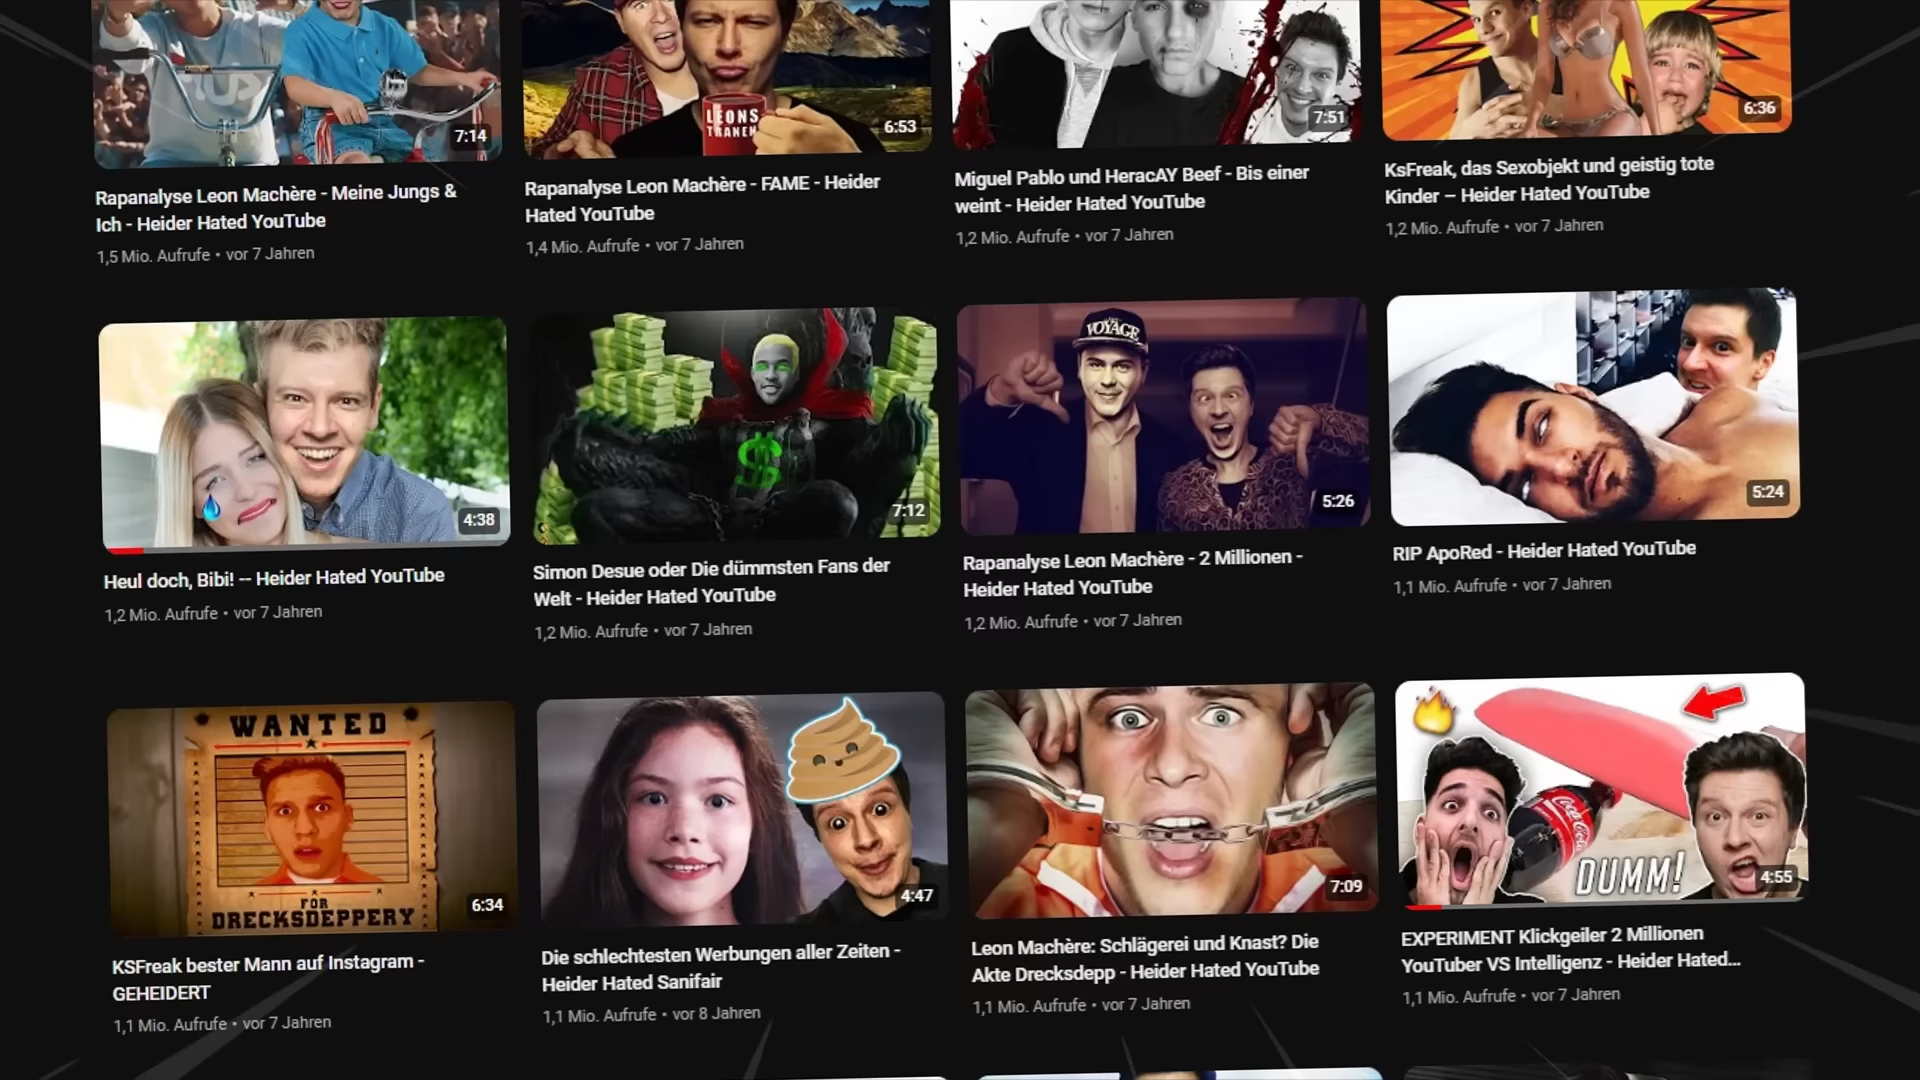 7:14
LEONS
TRÄNEN
6:53
7:51
6:36
Rapanalyse Leon Machère - Meine Jungs &
Ich - Heider Hated YouTube
1,5 Mio. Aufrufe • vor 7 Jahren
Rapanalyse Leon Machère - FAME - Heider
Hated YouTube
1,4 Mio. Aufrufe • vor 7 Jahren
Miguel Pablo und HeracAY Beef - Bis einer
weint - Heider Hated YouTube
1,2 Mio. Aufrufe • vor 7 Jahren
KsFreak, das Sexobjekt und geistig tote
Kinder – Heider Hated YouTube
1,2 Mio. Aufrufe • vor 7 Jahren
4:38
$
7:12
VOYAGE
5:26
5:24
Heul doch, Bibi! -- Heider Hated YouTube
1,2 Mio. Aufrufe • vor 7 Jahren
Simon Desue oder Die dümmsten Fans der
Welt - Heider Hated YouTube
1,2 Mio. Aufrufe • vor 7 Jahren
Rapanalyse Leon Machère - 2 Millionen -
Heider Hated YouTube
1,2 Mio. Aufrufe • vor 7 Jahren
RIP ApoRed - Heider Hated YouTube
1,1 Mio. Aufrufe • vor 7 Jahren
WANTED
FOR
DRECKSDEPPERY
6:34
4:47
7:09
Coca-Cola
DUMM!
4:55
KSFreak bester Mann auf Instagram -
GEHEIDERT
1,1 Mio. Aufrufe • vor 7 Jahren
Die schlechtesten Werbungen aller Zeiten -
Heider Hated Sanifair
1,1 Mio. Aufrufe • vor 8 Jahren
Leon Machère: Schlägerei und Knast? Die
Akte Drecksdepp - Heider Hated YouTube
1,1 Mio. Aufrufe • vor 7 Jahren
EXPERIMENT Klickgeiler 2 Millionen
YouTuber VS Intelligenz - Heider Hated...
1,1 Mio. Aufrufe • vor 7 Jahren